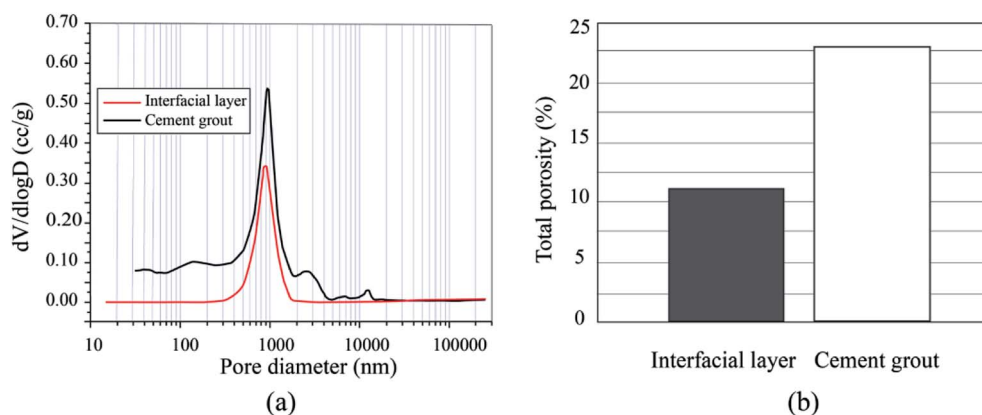 0.70
0.60
0.50
0.40
0.30
0.20
0.10
0.00
dV/dlogD (cc/g)
Interfacial layer
Cement grout
10 100 1000 10000 100000
Pore diameter (nm)
(a)
25
20
15
10
5
0
Total porosity (%)
Interfacial layer Cement grout
(b)